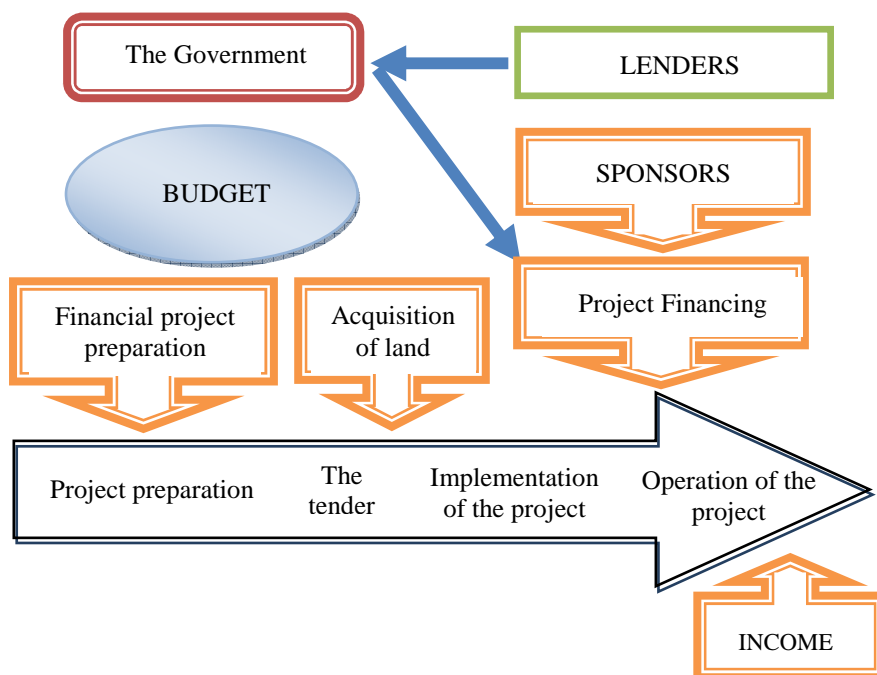 The Government
LENDERS
BUDGET
SPONSORS
Financial project
preparation
Acquisition
of land
Project Financing
Project preparation
The
tender
Implementation
of the project
Operation of the
project
INCOME